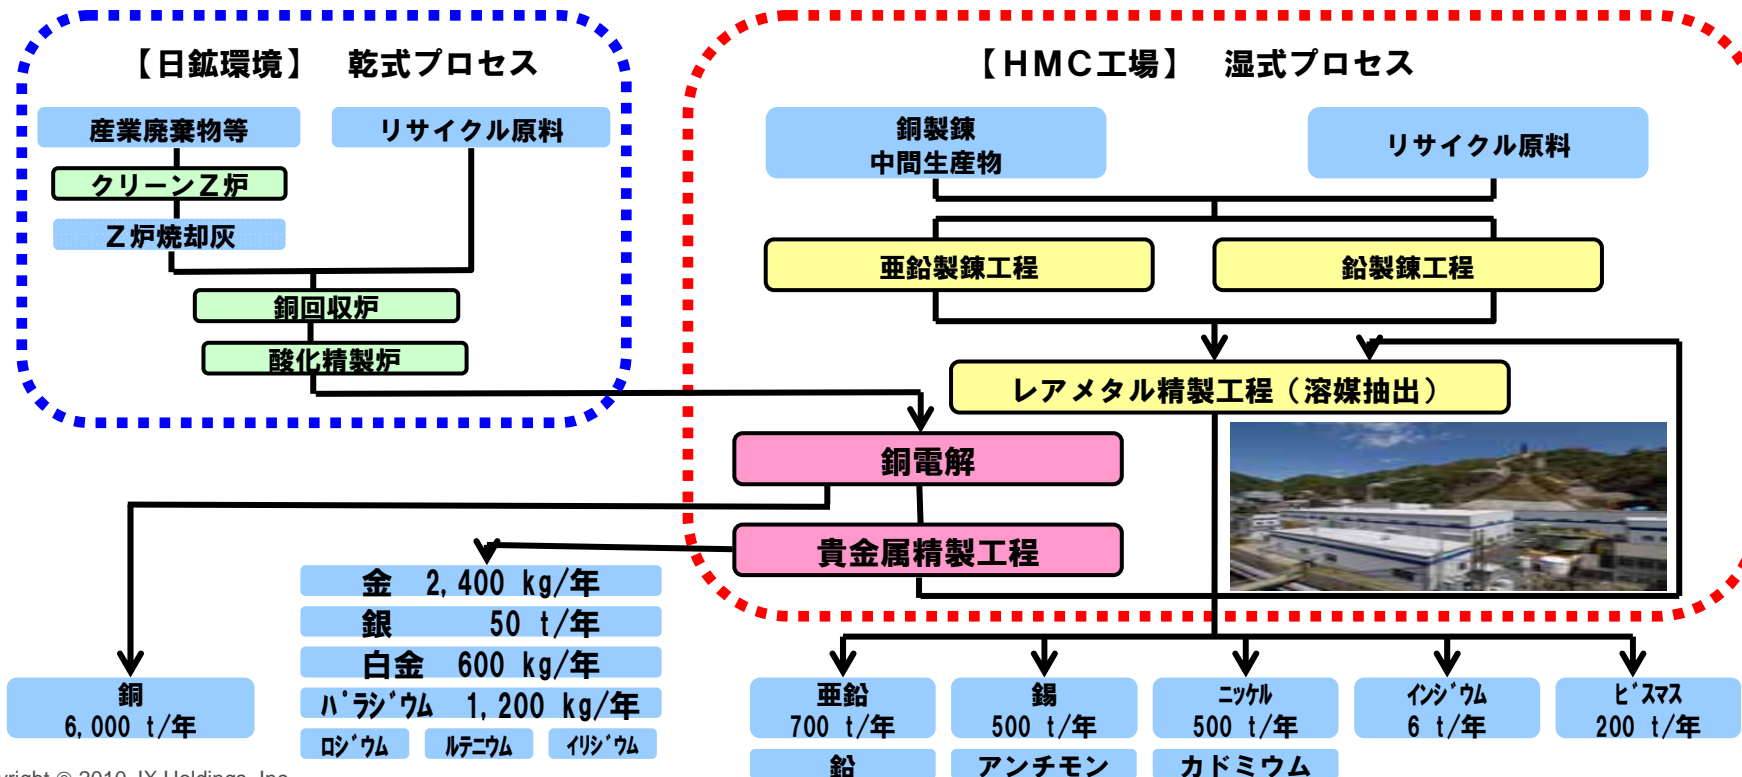 【日鉱環境】 乾式プロセス
産業廃棄物等
リサイクル原料
クリーンZ炉
Z炉焼却灰
銅回収炉
酸化精製炉
【HMC工場】 湿式プロセス
銅製錬
中間生産物
リサイクル原料
亜鉛製錬工程
鉛製錬工程
レアメタル精製工程（溶媒抽出）
銅電解
貴金属精製工程
金 2,400 kg/年
銀 50 t/年
白金 600 kg/年
ﾊﾟﾗｼﾞｳﾑ 1,200 kg/年
ﾛｼﾞｳﾑ
ﾙﾃﾆｳﾑ
ｲﾘｼﾞｳﾑ
銅
6,000 t/年
亜鉛
700 t/年
錫
500 t/年
ﾆｯｹﾙ
500 t/年
ｲﾝｼﾞｳﾑ
6 t/年
ﾋﾞｽﾏｽ
200 t/年
鉛
アンチモン
カドミウム
yright © 2010 JX Holdings, Inc.